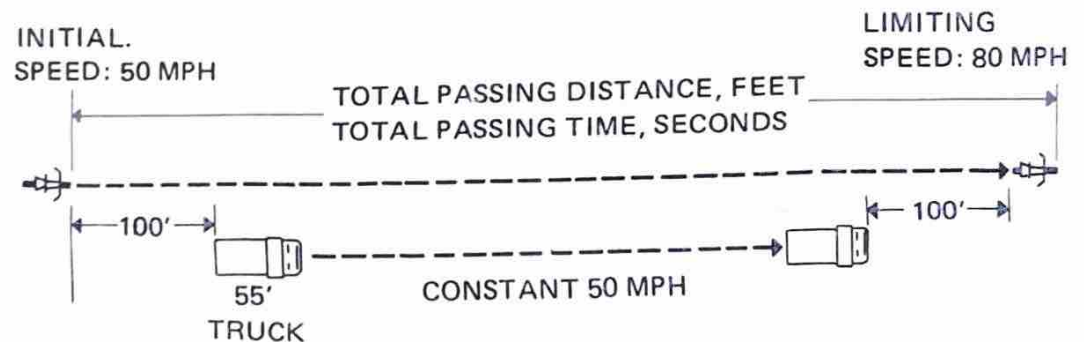 INITIAL.
SPEED: 50 MPH
LIMITING
SPEED: 80 MPH
TOTAL PASSING DISTANCE, FEET
TOTAL PASSING TIME, SECONDS
100'
100'
55'
TRUCK
CONSTANT 50 MPH